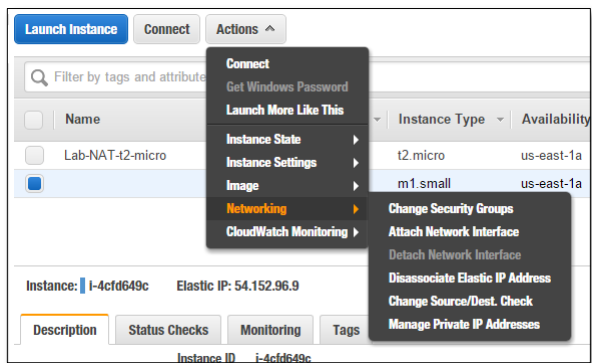 Launch Instance Connect Actions
Filter by tags and attribute
Connect
Get Windows Password
Launch More Like This
Instance State
Instance Settings
Image
Networking
CloudWatch Monitoring
Name Instance Type Availability
Lab-NAT-t2-micro t2.micro us-east-1a
m1.small us-east-1a
Change Security Groups
Attach Network Interface
Detach Network Interface
Disassociate Elastic IP Address
Change Source/Dest. Check
Manage Private IP Addresses
Instance: i-4cfd649c Elastic IP: 54.152.96.9
Description Status Checks Monitoring Tags
Instance ID i-4cfd649c